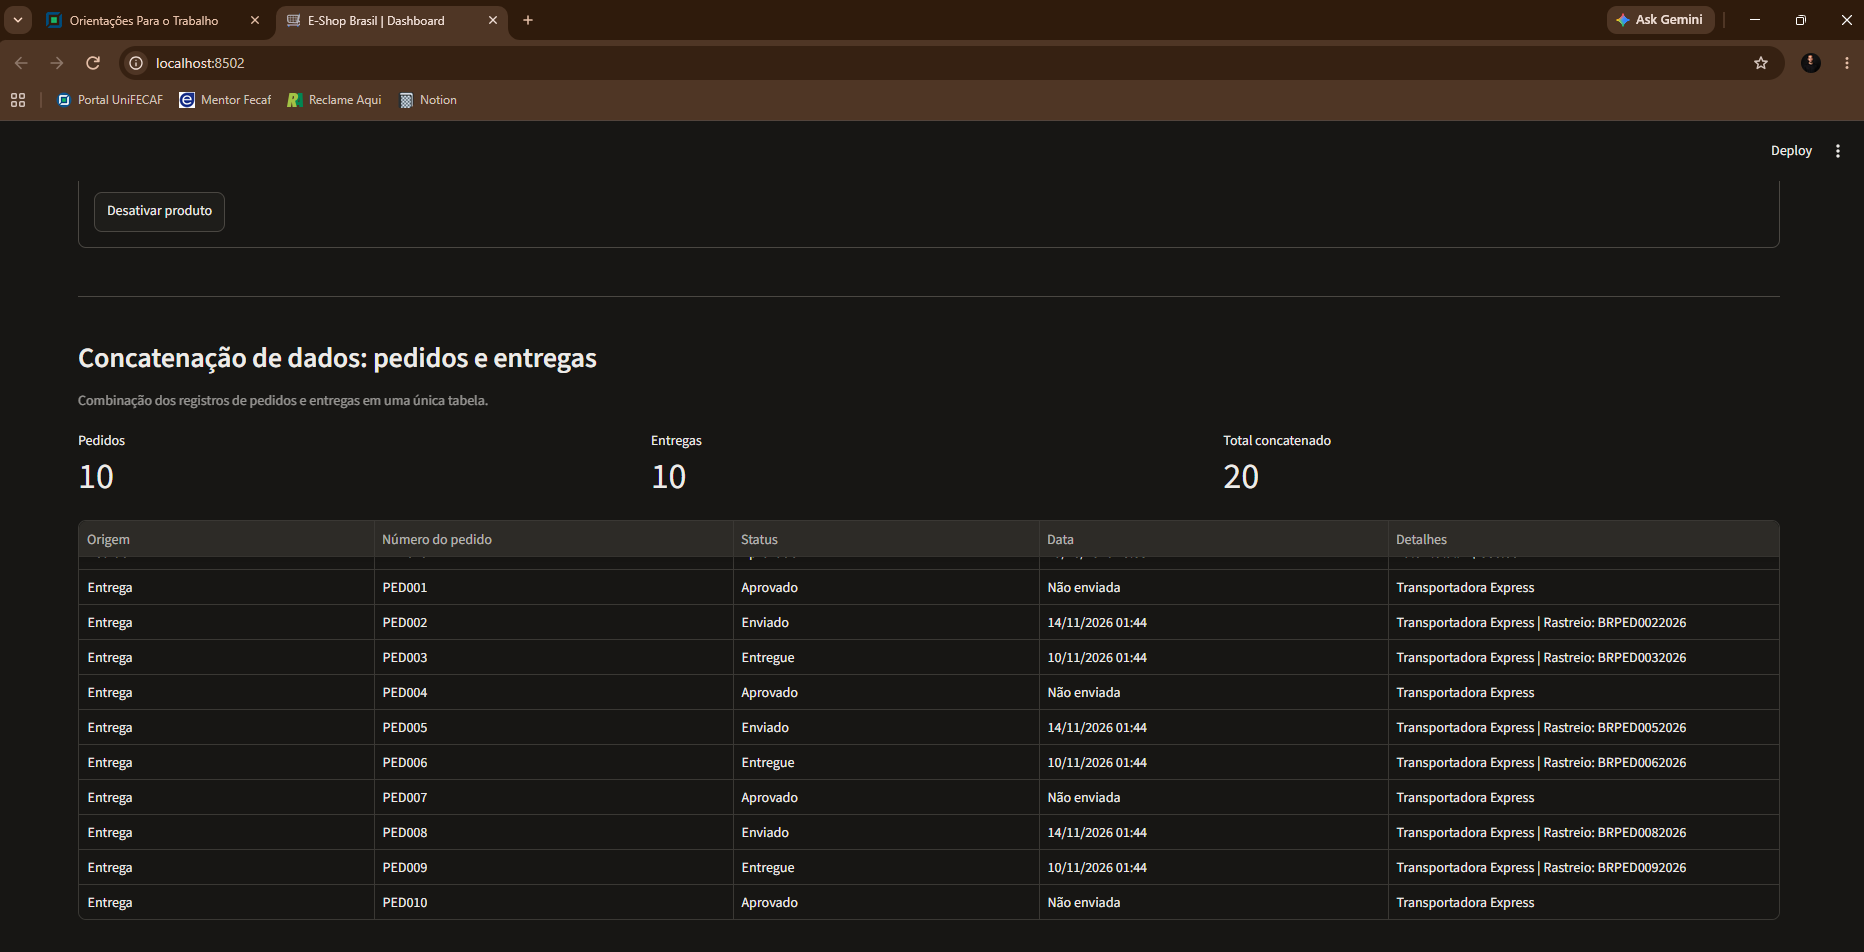 Orientações Para o Trabalho
E-Shop Brasil | Dashboard
Ask Gemini
localhost:8502
Portal UniFECAF
Mentor Fecaf
Reclame Aqui
Notion
Deploy
Desativar produto
Concatenação de dados: pedidos e entregas
Combinação dos registros de pedidos e entregas em uma única tabela.
Pedidos Entregas Total concatenado
10 10 20
Origem Número do pedido Status Data Detalhes
Entrega PED001 Aprovado Não enviada Transportadora Express
Entrega PED002 Enviado 14/11/2026 01:44 Transportadora Express | Rastreio: BRPED0022026
Entrega PED003 Entregue 10/11/2026 01:44 Transportadora Express | Rastreio: BRPED0032026
Entrega PED004 Aprovado Não enviada Transportadora Express
Entrega PED005 Enviado 14/11/2026 01:44 Transportadora Express | Rastreio: BRPED0052026
Entrega PED006 Entregue 10/11/2026 01:44 Transportadora Express | Rastreio: BRPED0062026
Entrega PED007 Aprovado Não enviada Transportadora Express
Entrega PED008 Enviado 14/11/2026 01:44 Transportadora Express | Rastreio: BRPED0082026
Entrega PED009 Entregue 10/11/2026 01:44 Transportadora Express | Rastreio: BRPED0092026
Entrega PED010 Aprovado Não enviada Transportadora Express